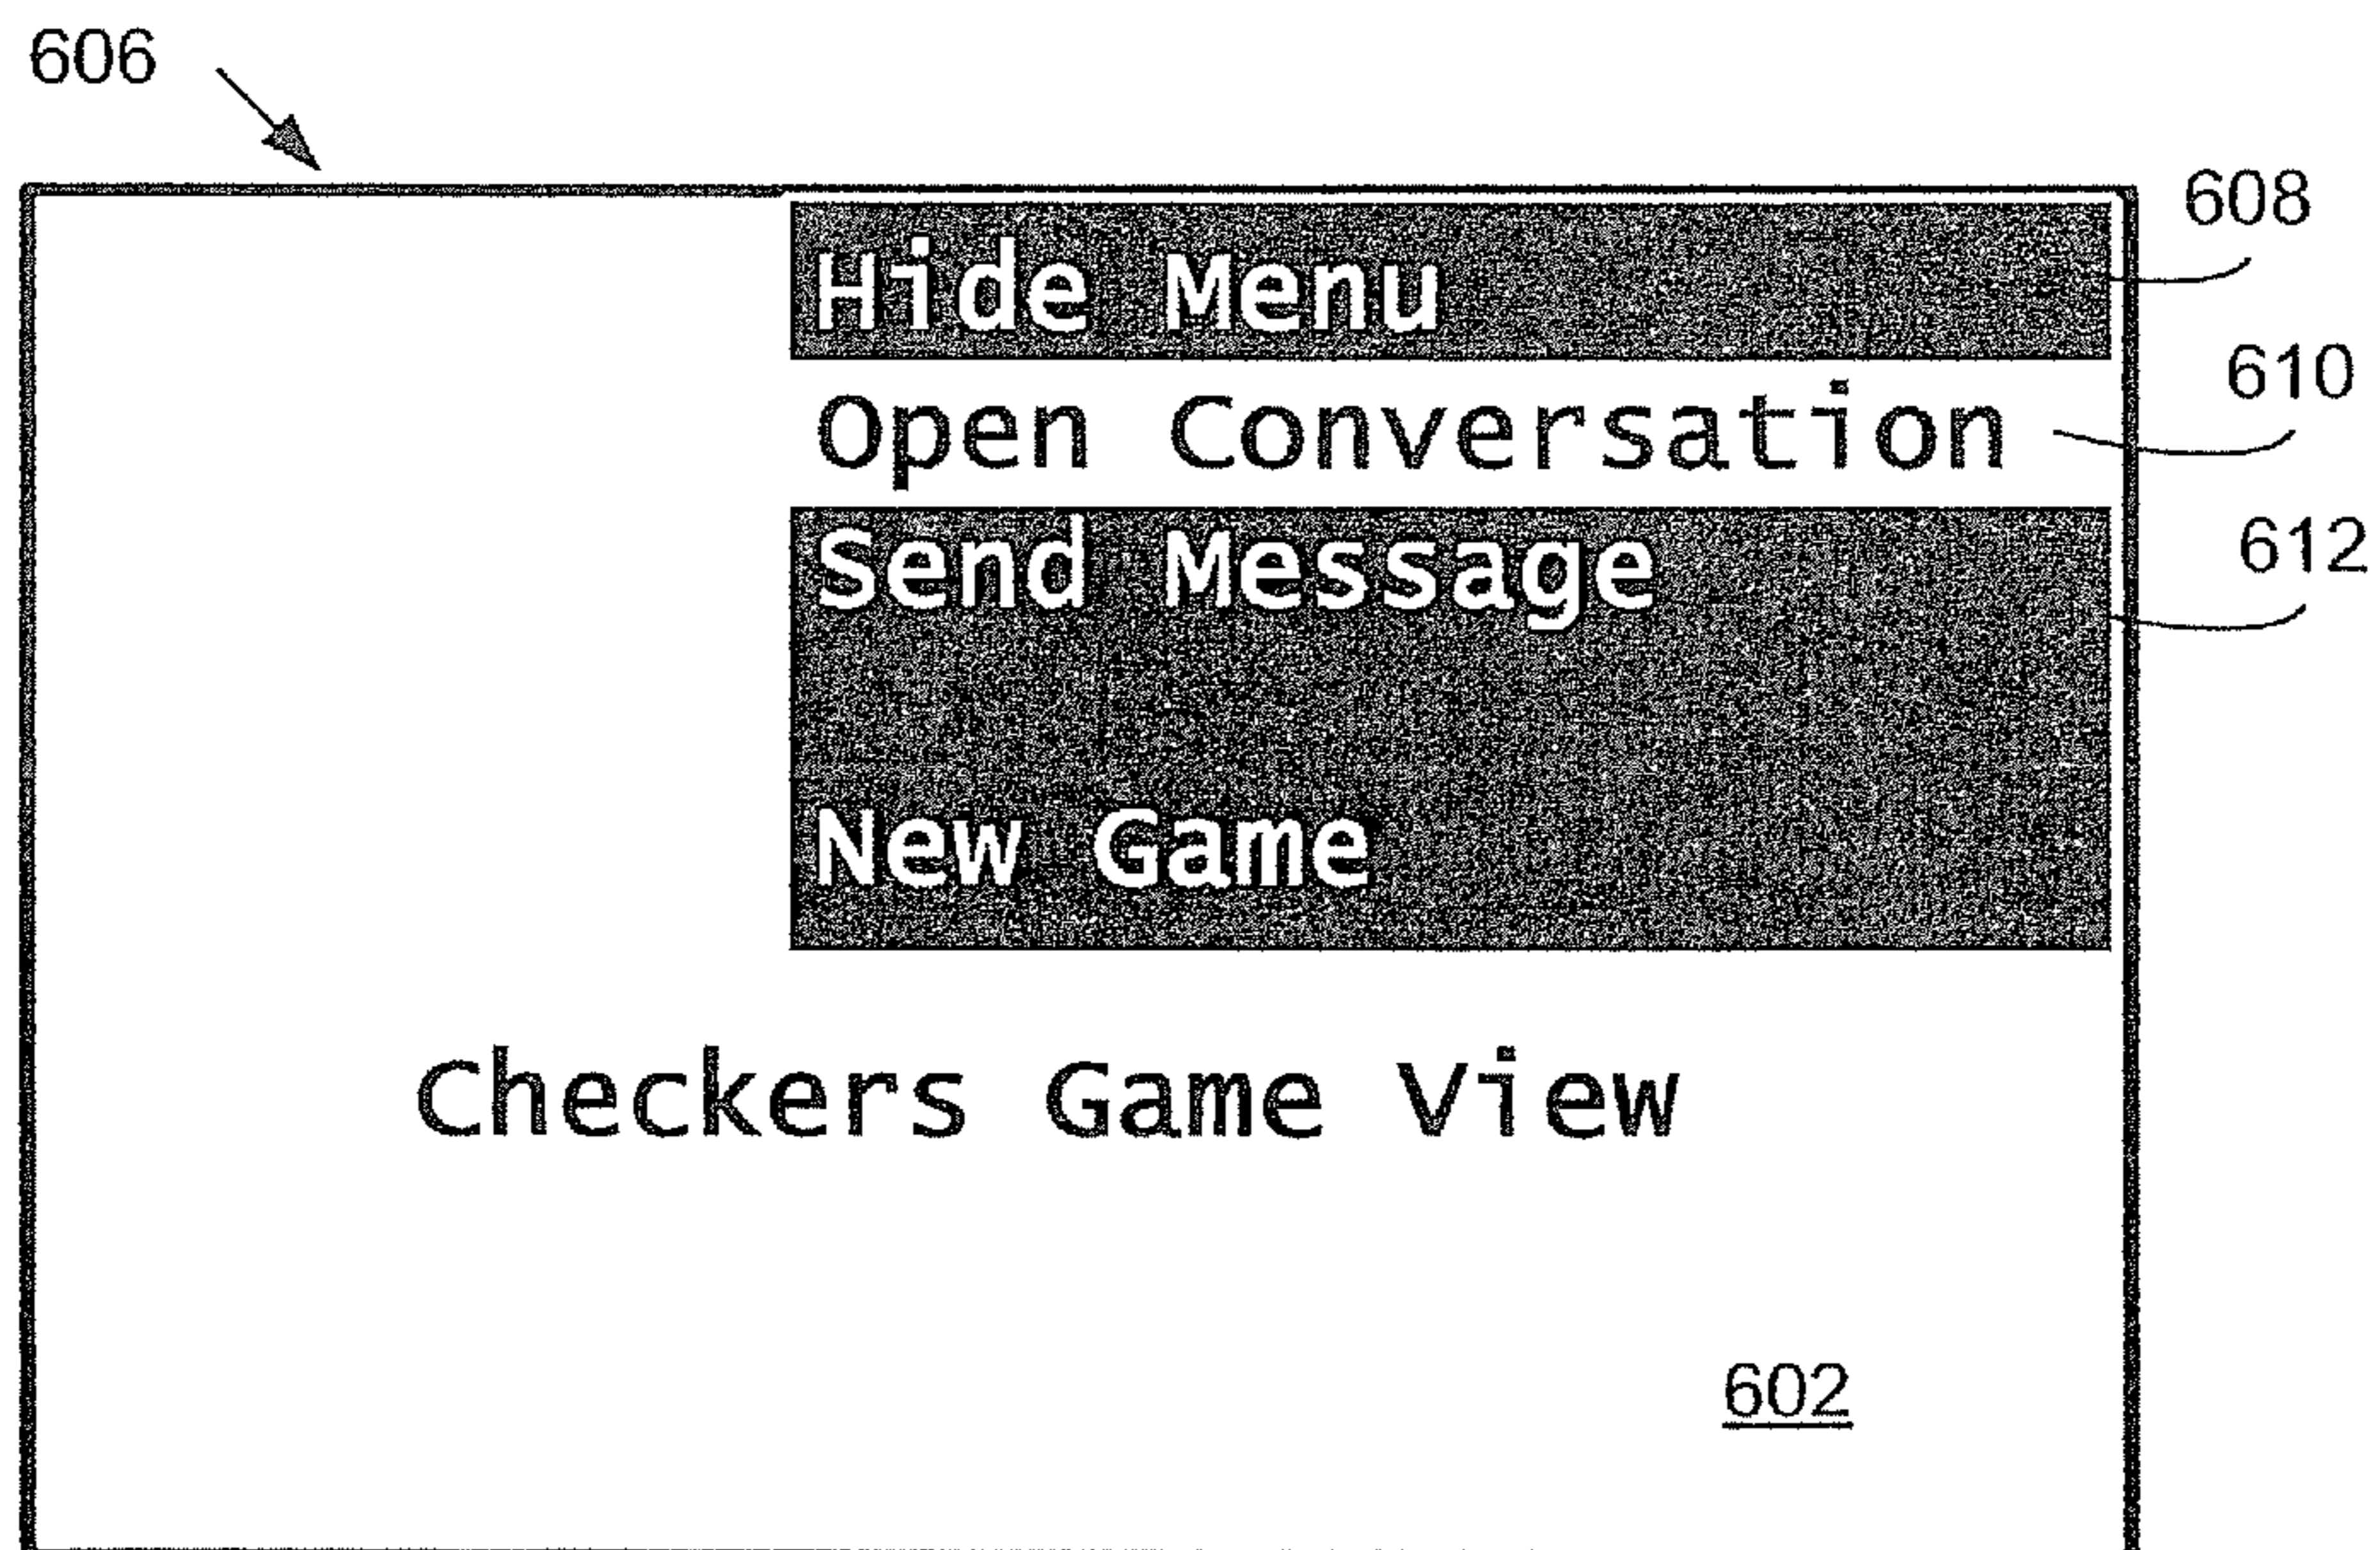 606
Hide Menu
608
Open Conversation
610
Send Message
612
New Game
Checkers Game View
602